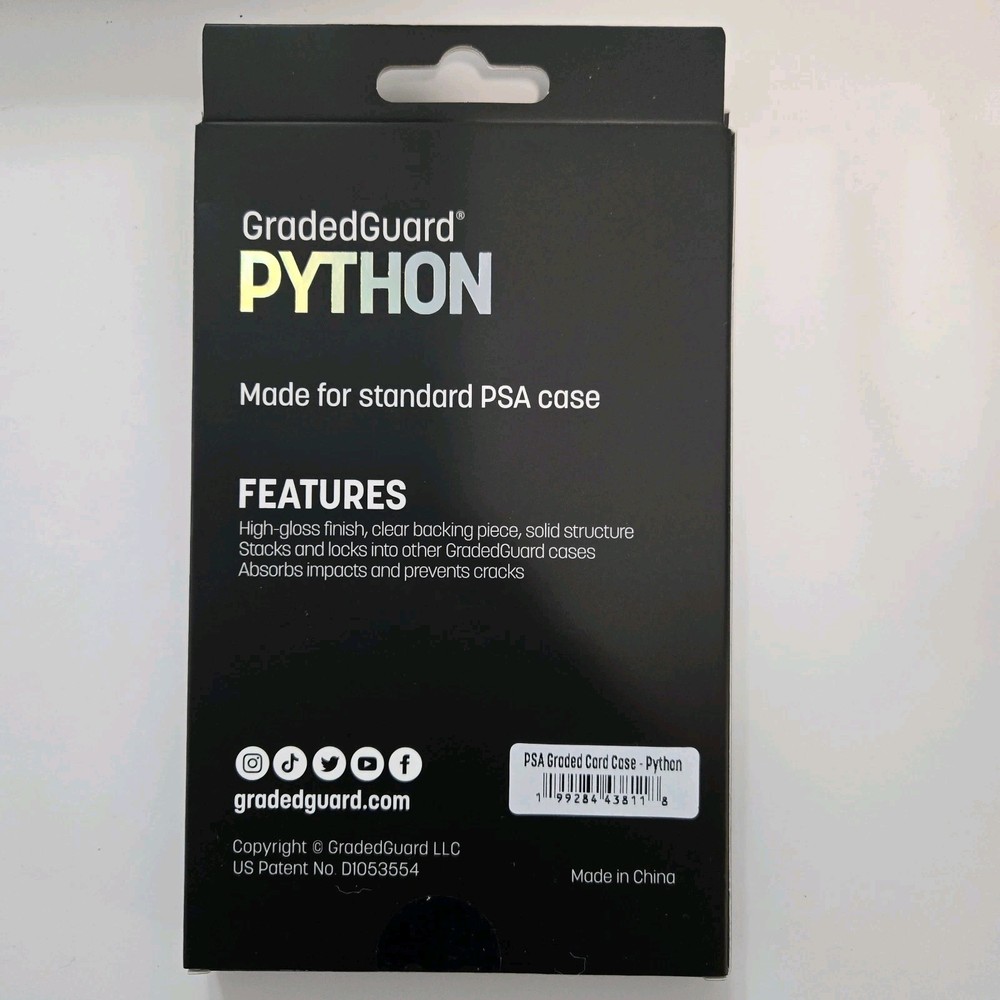 GradedGuard®
PYTHON
Made for standard PSA case
FEATURES
High-gloss finish, clear backing piece, solid structure
Stacks and locks into other GradedGuard cases
Absorbs impacts and prevents cracks
gradedguard.com
PSA Graded Card Case - Python
1 99284 43811 8
Copyright © GradedGuard LLC
US Patent No. D1053554
Made in China